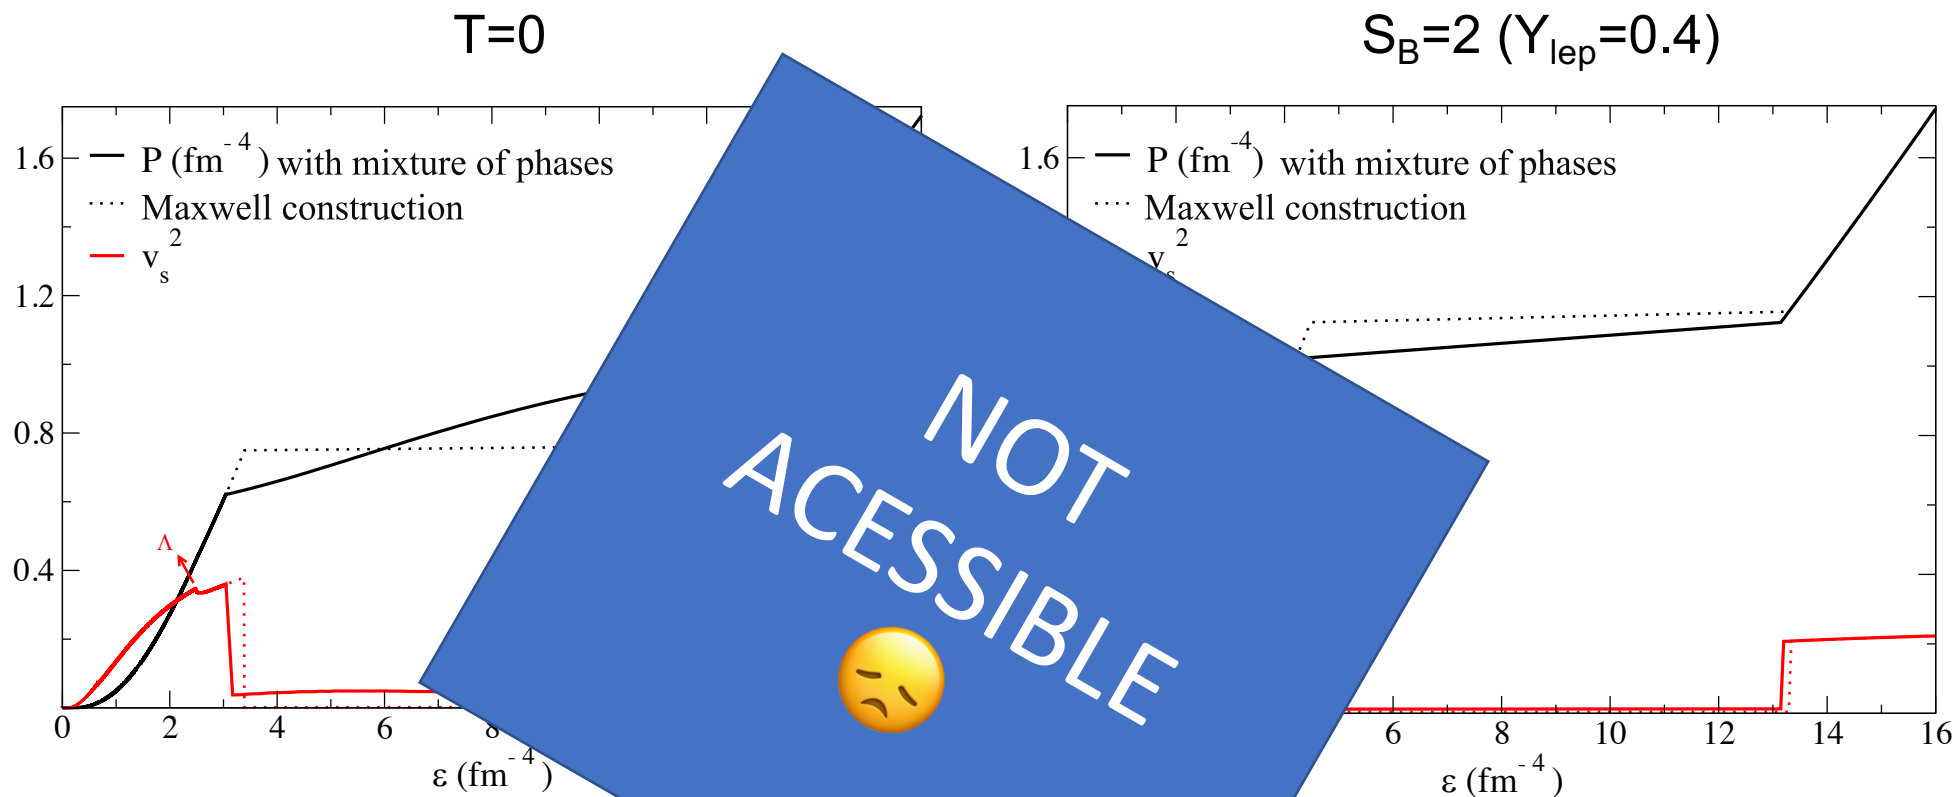 T=0
S_B=2 (Y_lep=0.4)
P (fm^-4) with mixture of phases
Maxwell construction
v_s^2
1.6
1.2
0.8
0.4
Λ
0 2 4 6 8
ε (fm^-4)
NOT
ACESSIBLE
1.6
P (fm^-4) with mixture of phases
Maxwell construction
v_s^2
6 8 10 12 14 16
ε (fm^-4)